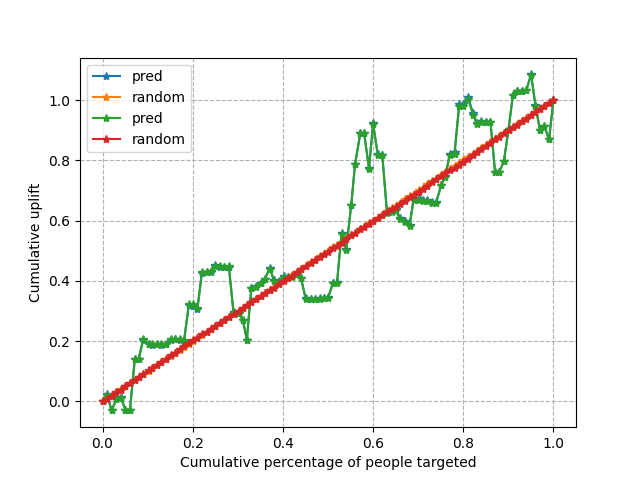 pred
random
pred
random
Cumulative uplift
1.0
0.8
0.6
0.4
0.2
0.0
0.0 0.2 0.4 0.6 0.8 1.0
Cumulative percentage of people targeted